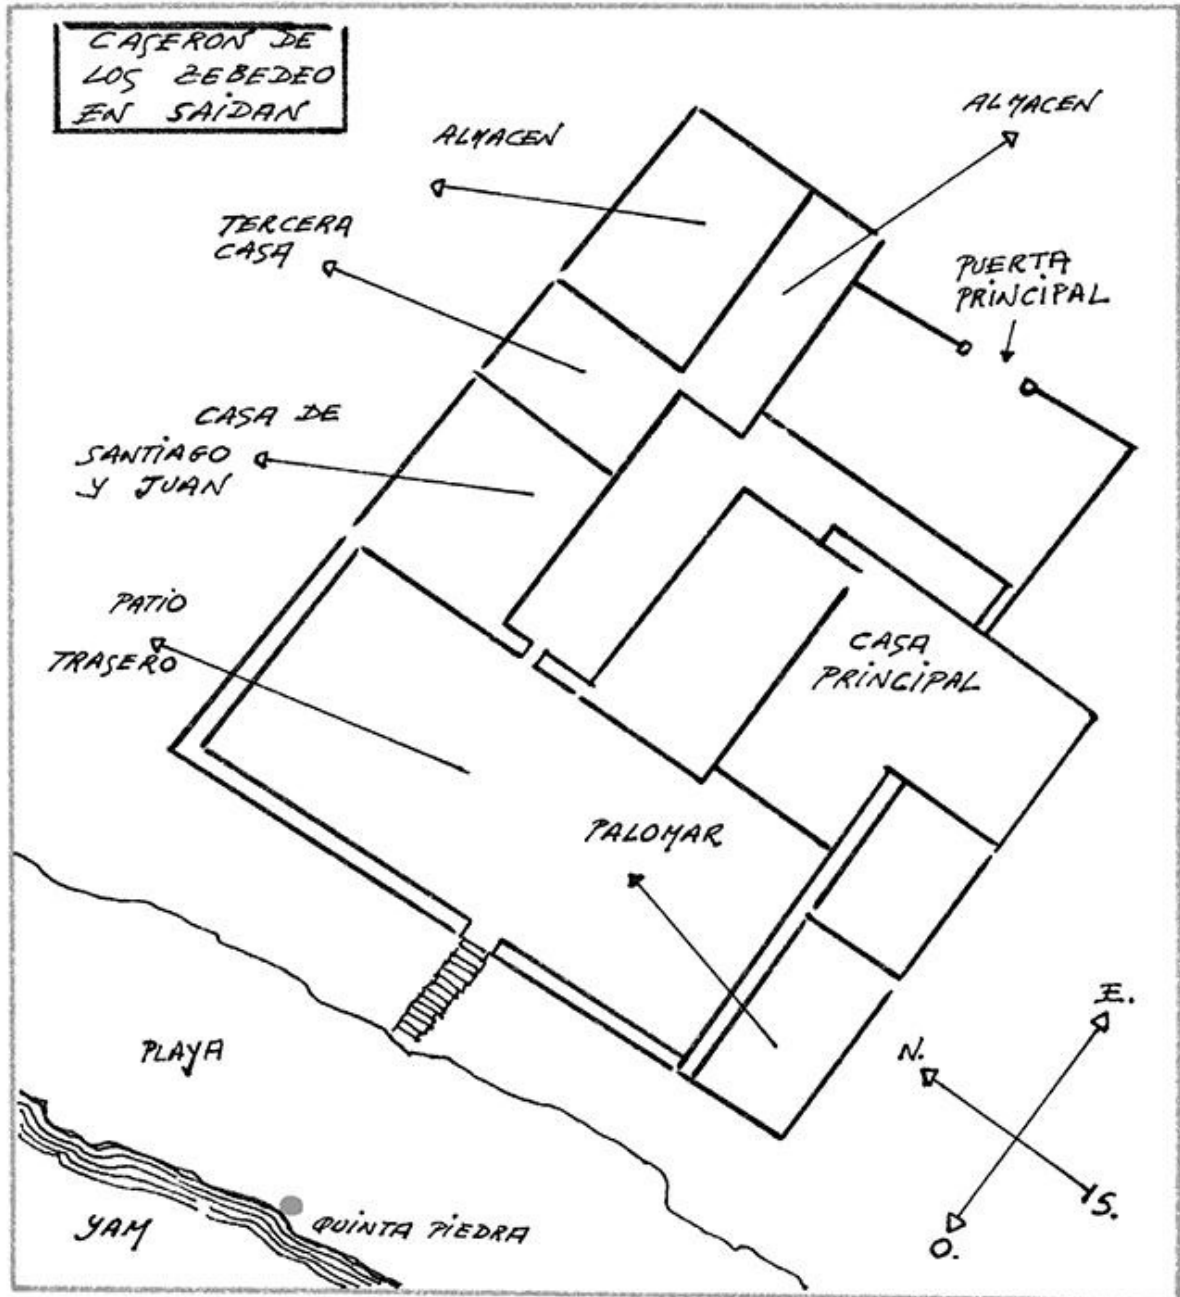 CASERON DE
LOS ZEBEDEO
EN SAIDAN
ALMACEN
ALMACEN
TERCERA
CASA
PUERTA
PRINCIPAL
CASA DE
SANTIAGO
Y JUAN
PATIO
TRASERO
CASA
PRINCIPAL
PALOMAR
E.
N.
S.
O.
PLAYA
YAM
QUINTA PIEDRA